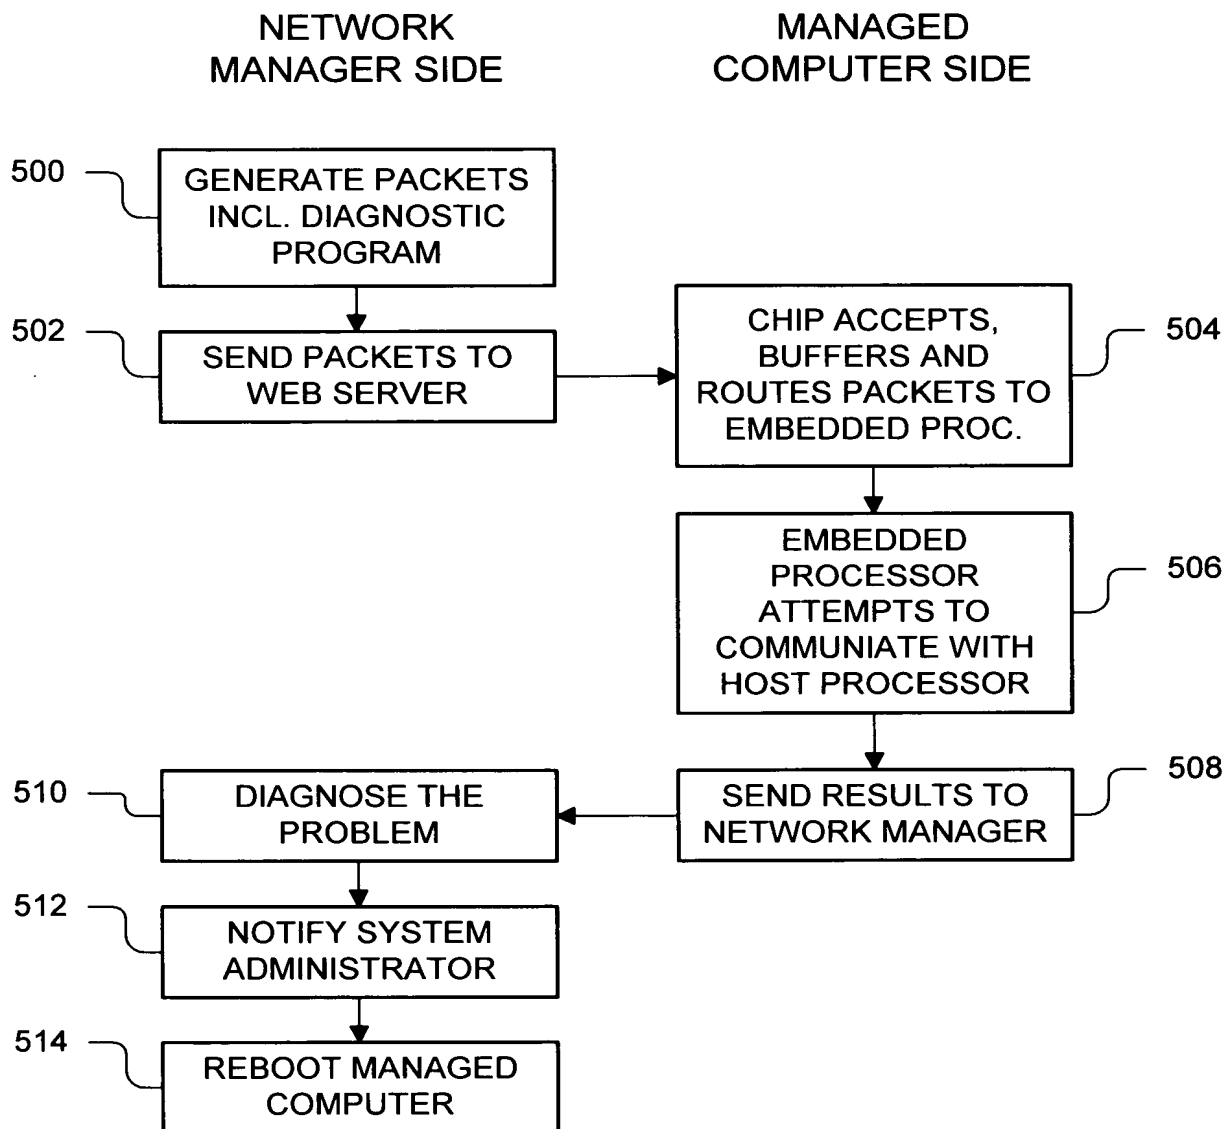 NETWORK
MANAGER SIDE
MANAGED
COMPUTER SIDE
500
GENERATE PACKETS
INCL. DIAGNOSTIC
PROGRAM
502
SEND PACKETS TO
WEB SERVER
CHIP ACCEPTS,
BUFFERS AND
ROUTES PACKETS TO
EMBEDDED PROC.
504
EMBEDDED
PROCESSOR
ATTEMPTS TO
COMMUNIATE WITH
HOST PROCESSOR
506
SEND RESULTS TO
NETWORK MANAGER
508
510
DIAGNOSE THE
PROBLEM
512
NOTIFY SYSTEM
ADMINISTRATOR
514
REBOOT MANAGED
COMPUTER